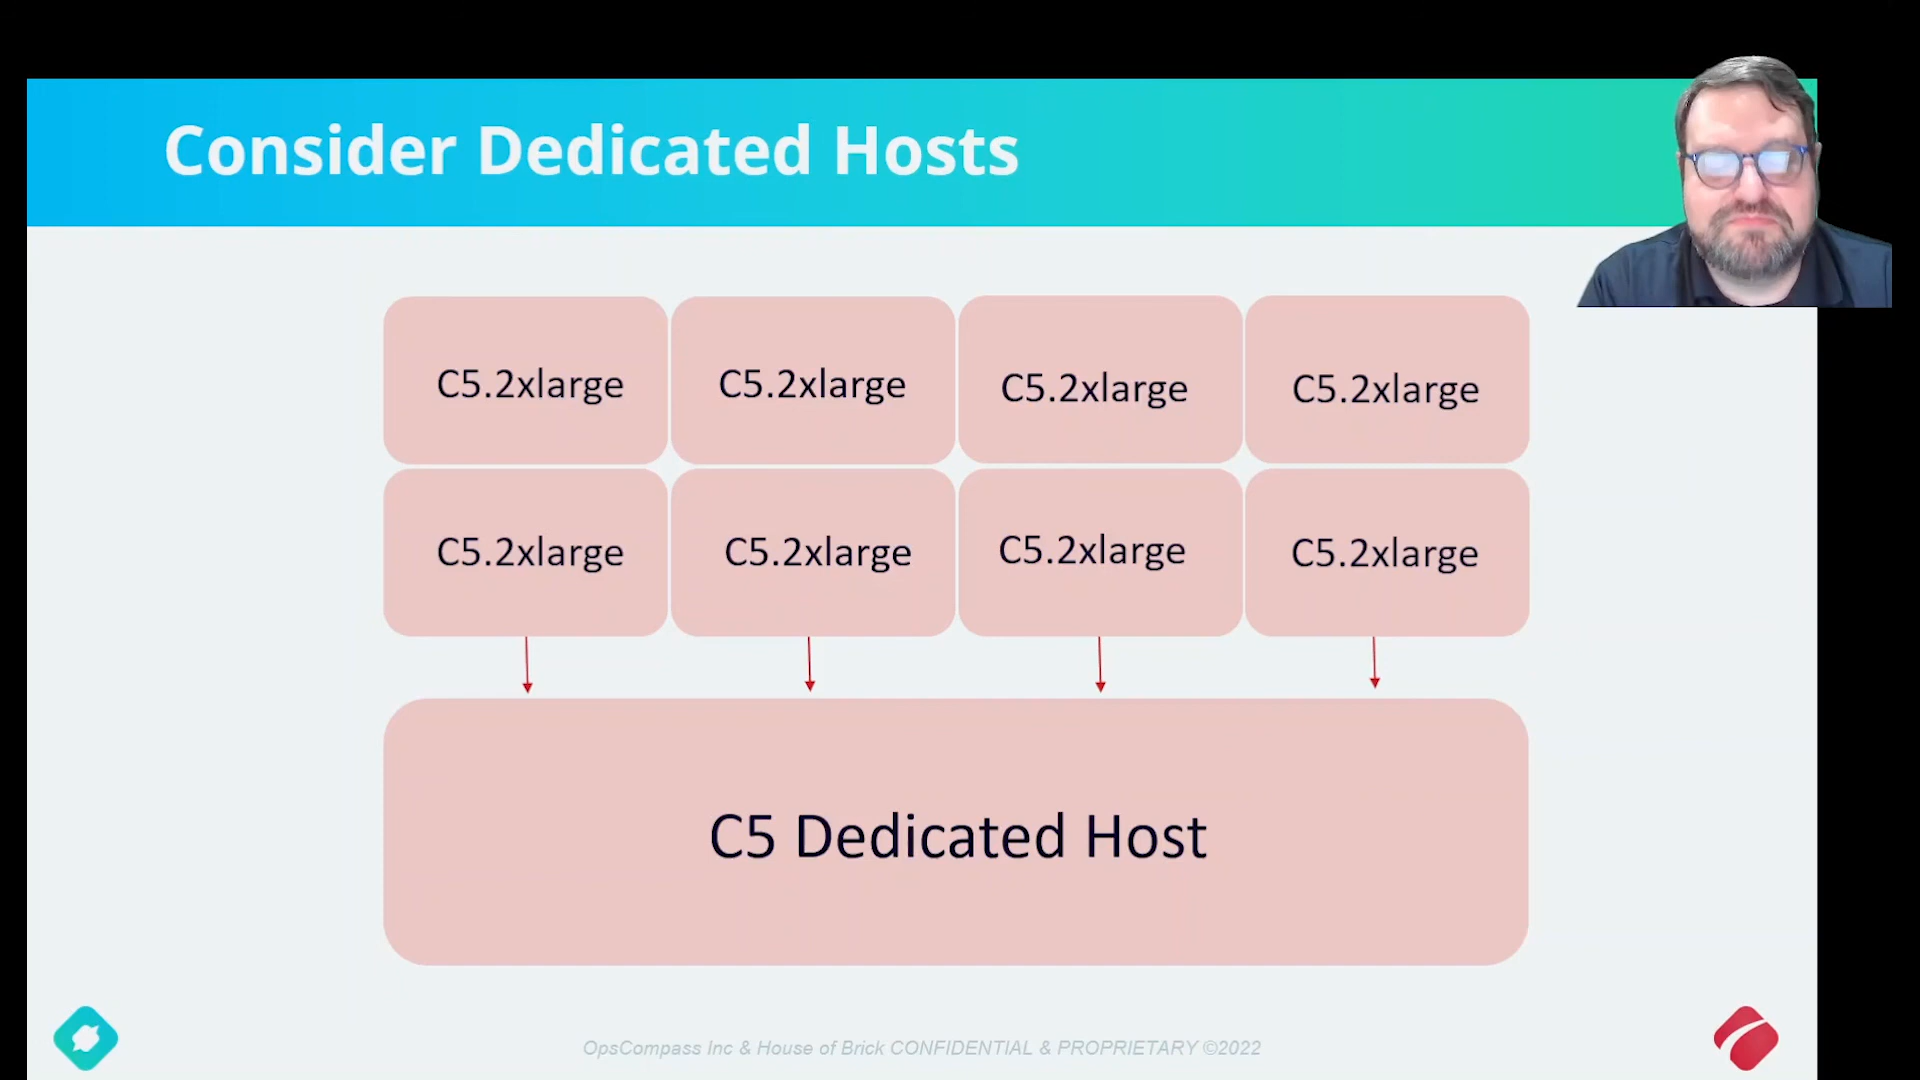 Consider Dedicated Hosts
C5.2xlarge C5.2xlarge C5.2xlarge C5.2xlarge
C5.2xlarge C5.2xlarge C5.2xlarge C5.2xlarge
C5 Dedicated Host
OpsCompass Inc & House of Brick CONFIDENTIAL & PROPRIETARY ©2022